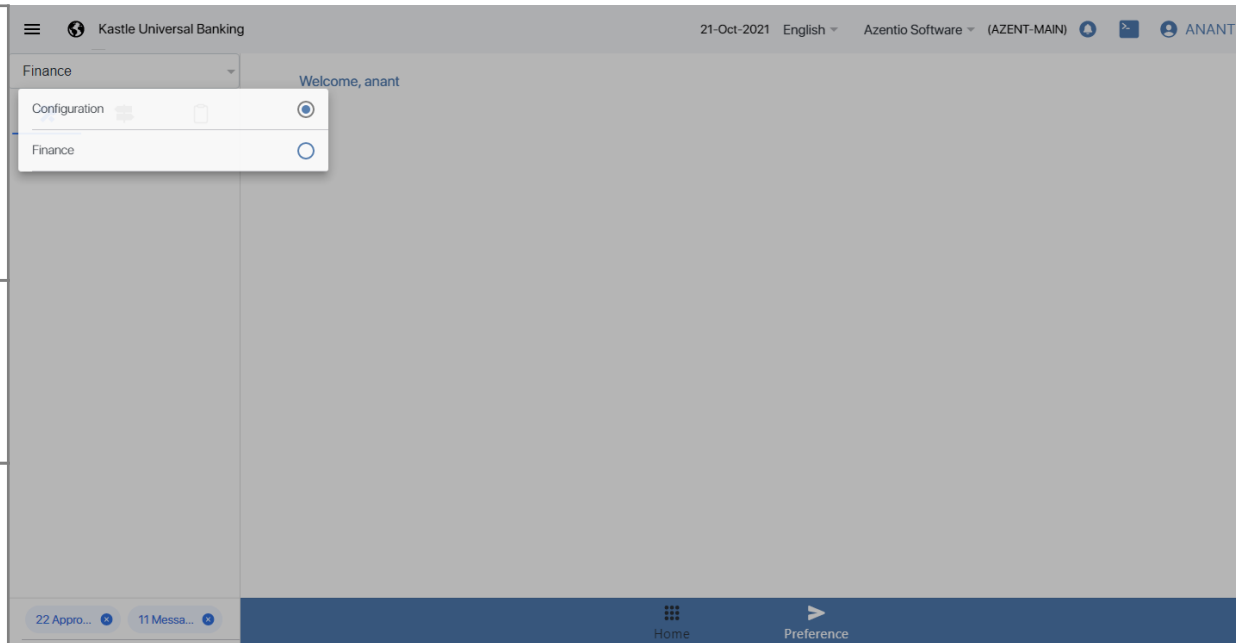 Kastle Universal Banking
21-Oct-2021 English Azentio Software (AZENT-MAIN) ANANT
Finance
Welcome, anant
Configuration
Finance
22 Appro... 11 Messa...
Home Preference